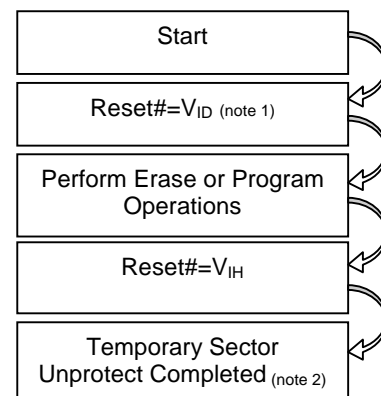 Start
Reset#=VID (note 1)
Perform Erase or Program
Operations
Reset#=VIH
Temporary Sector
Unprotect Completed (note 2)